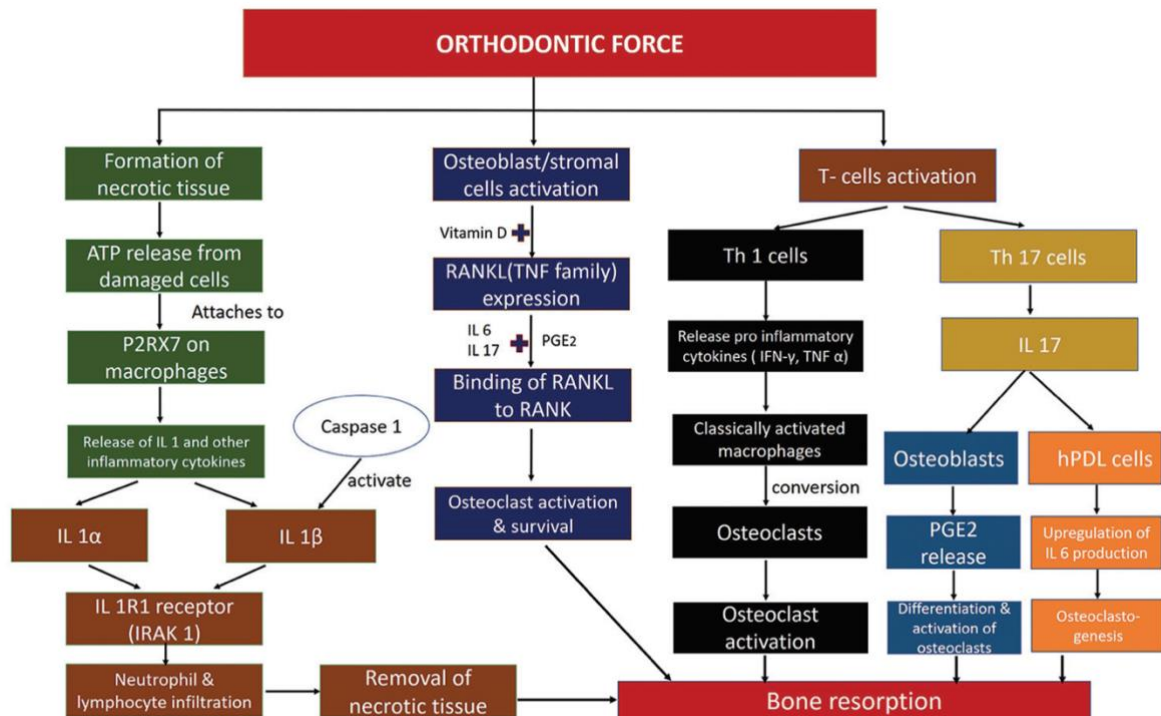 ORTHODONTIC FORCE
Formation of
necrotic tissue
ATP release from
damaged cells
Attaches to
P2RX7 on
macrophages
Release of IL 1 and other
inflammatory cytokines
Caspase 1
activate
IL 1α
IL 1β
IL 1R1 receptor
(IRAK 1)
Neutrophil &
lymphocyte infiltration
Removal of
necrotic tissue
Osteoblast/stromal
cells activation
Vitamin D
RANKL(TNF family)
expression
IL 6
IL 17
PGE2
Binding of RANKL
to RANK
Osteoclast activation
& survival
T- cells activation
Th 1 cells
Release pro inflammatory
cytokines ( IFN-γ, TNF α)
Classically activated
macrophages
conversion
Osteoclasts
Osteoclast
activation
Th 17 cells
IL 17
Osteoblasts
PGE2
release
Differentiation &
activation of
osteoclasts
hPDL cells
Upregulation of
IL 6 production
Osteoclasto-
genesis
Bone resorption